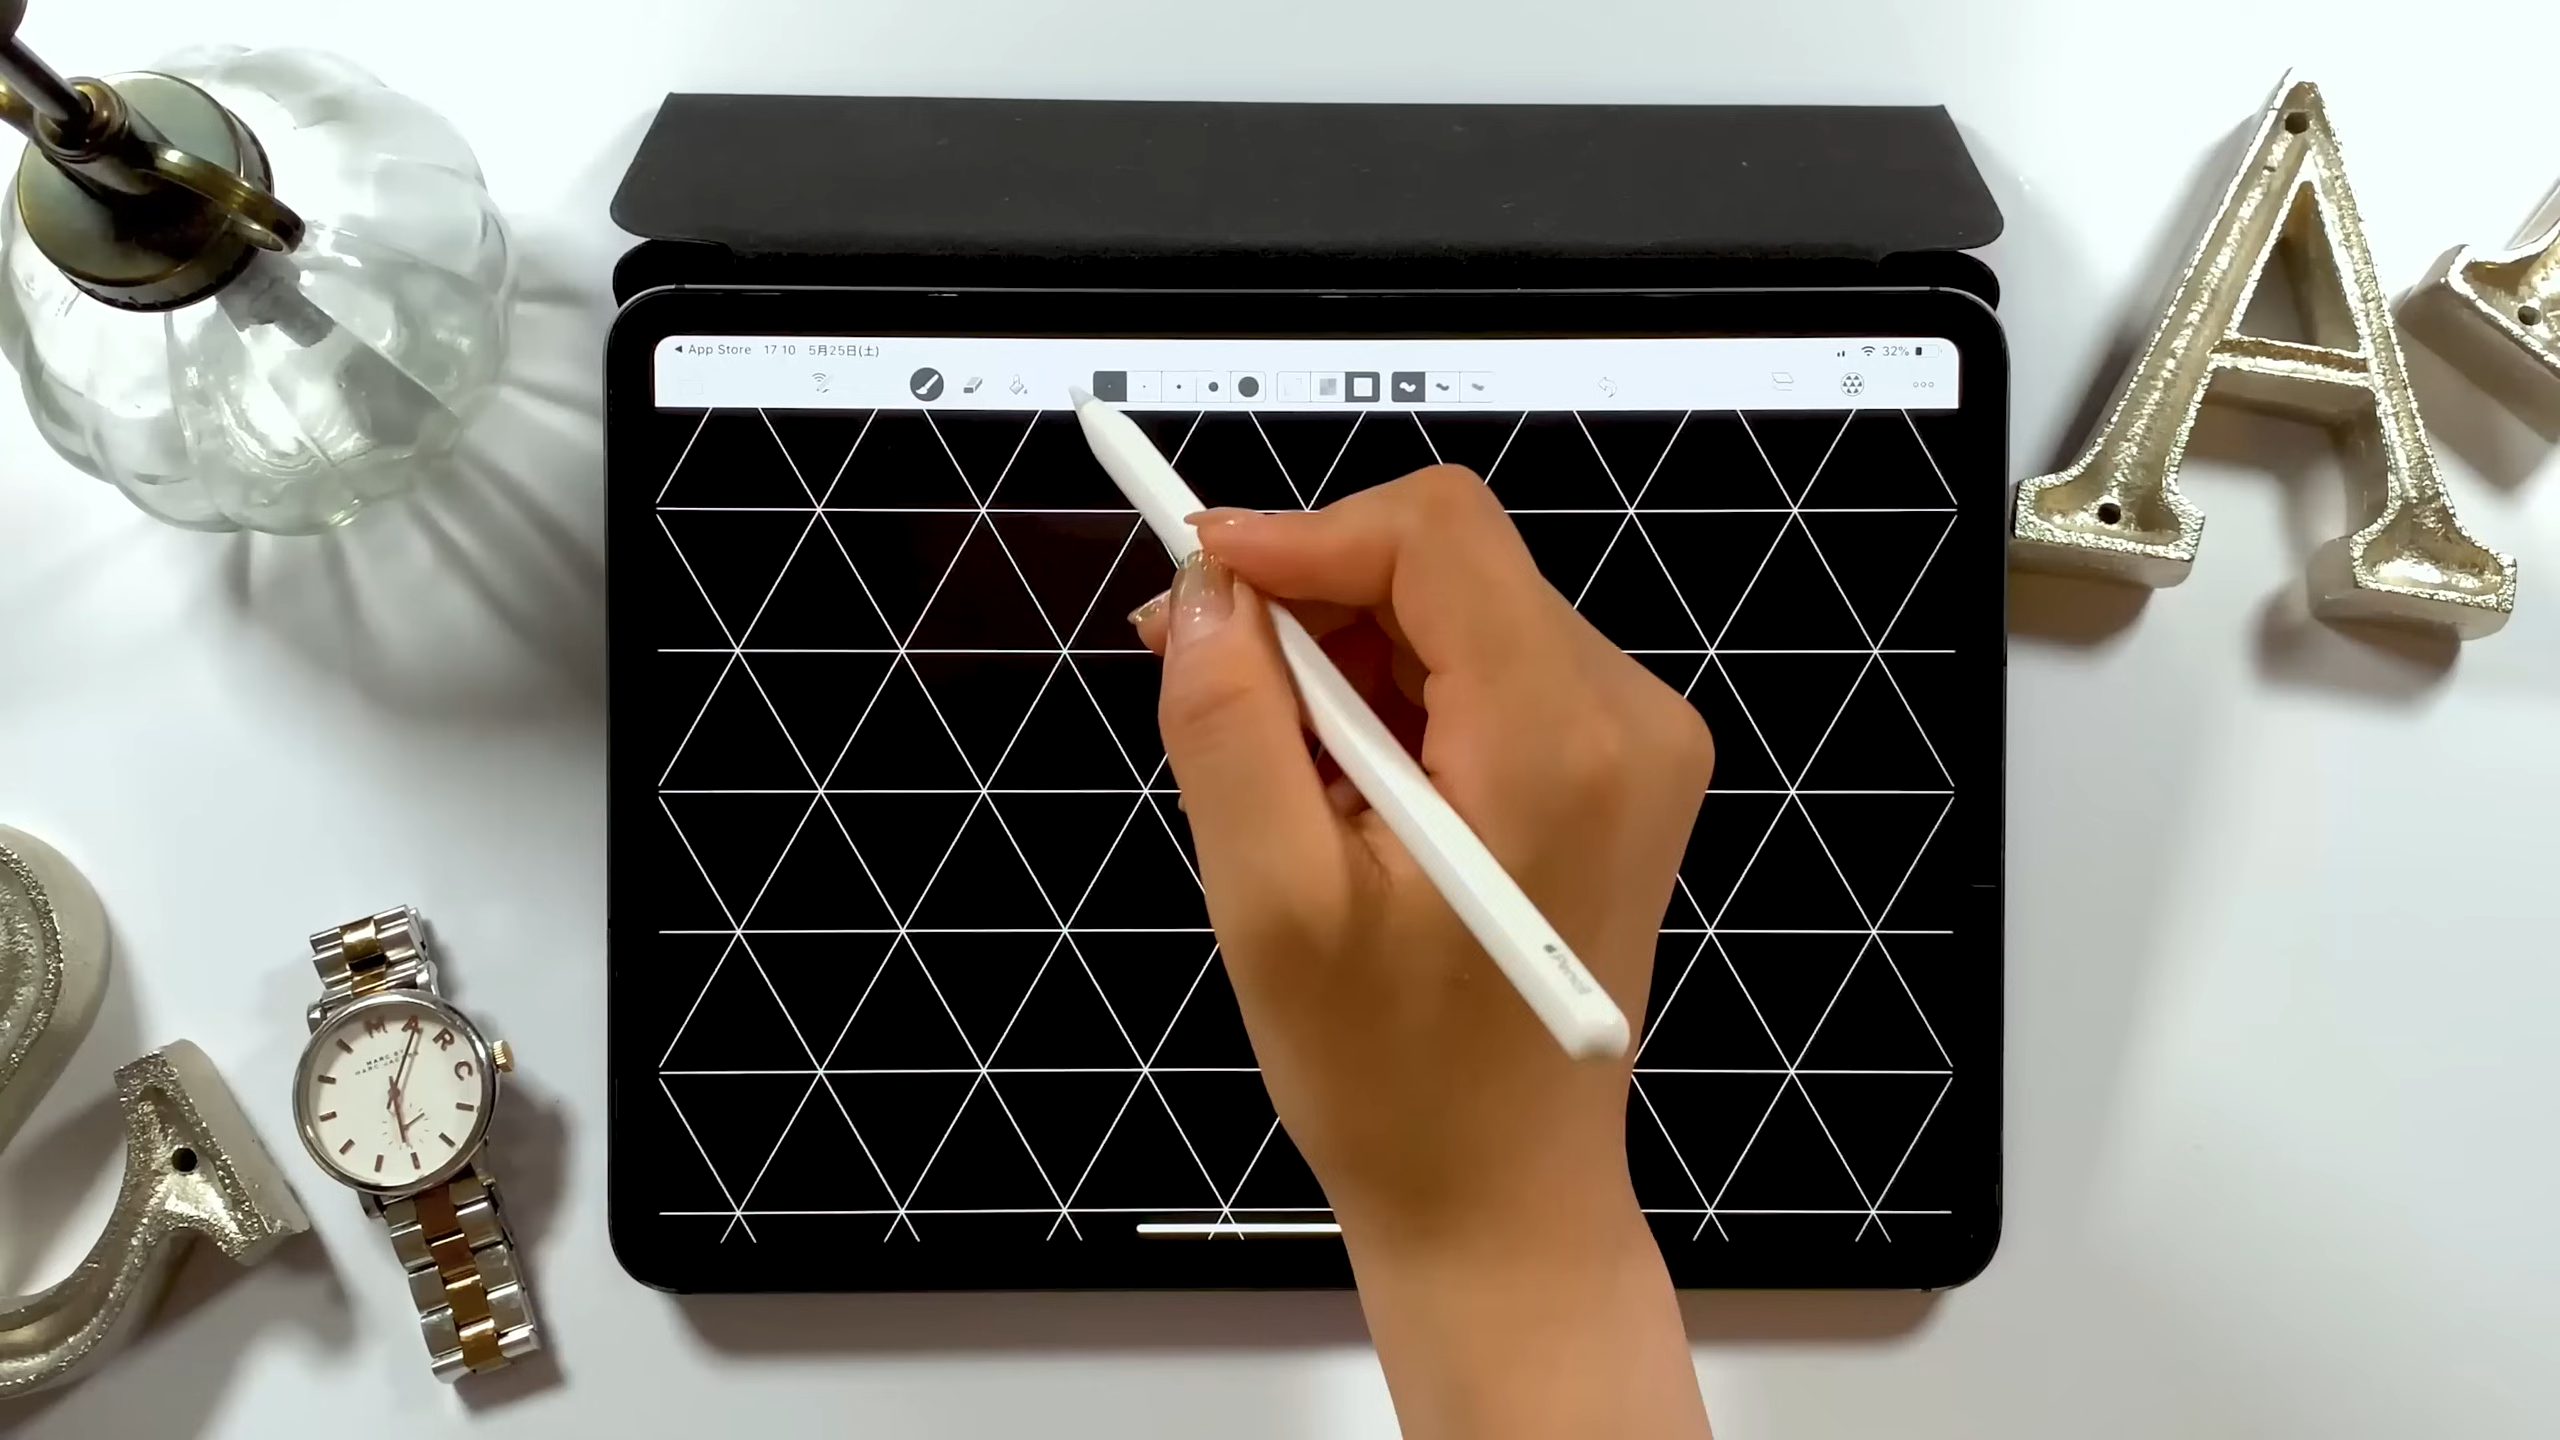 ◀ App Store 17 10 5月25日(土)
32%
A
MARC
MARC BY
MARC JACOBS
Pencil